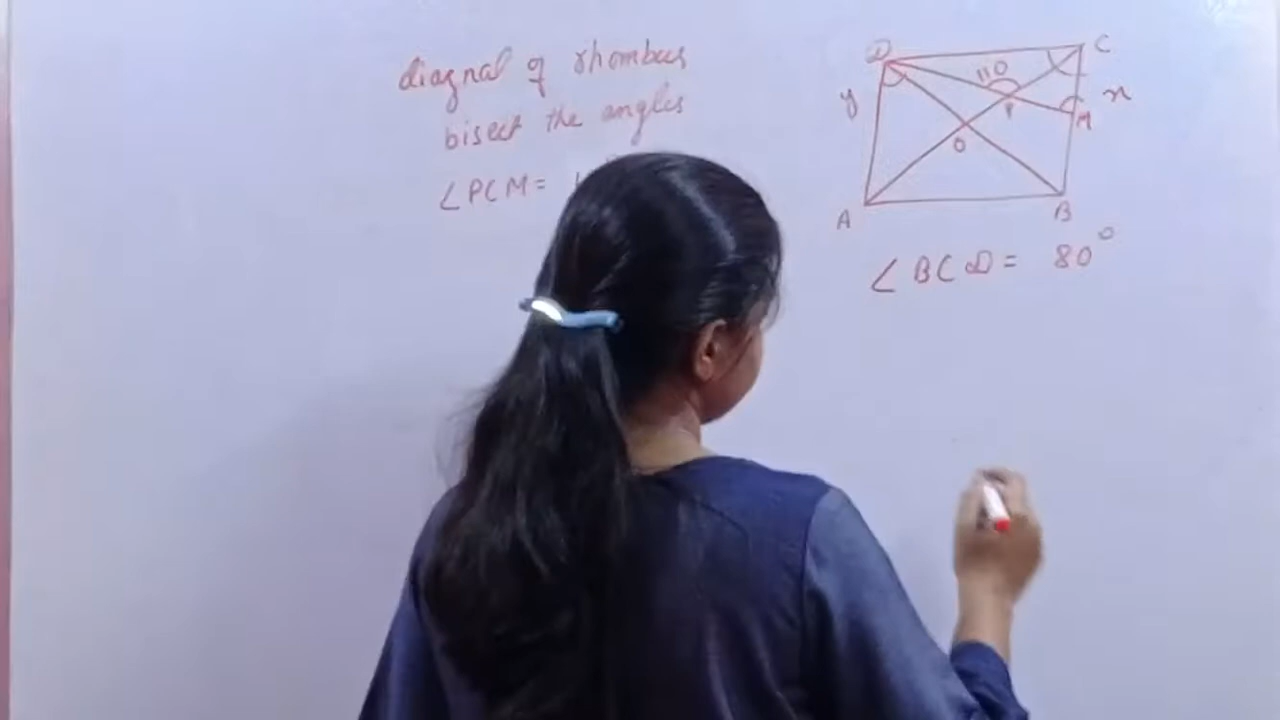 diagnal of rhombus
bisect the angles
∠PCM =
D C
110
y P x
M
O
A B
∠BCD = 80°